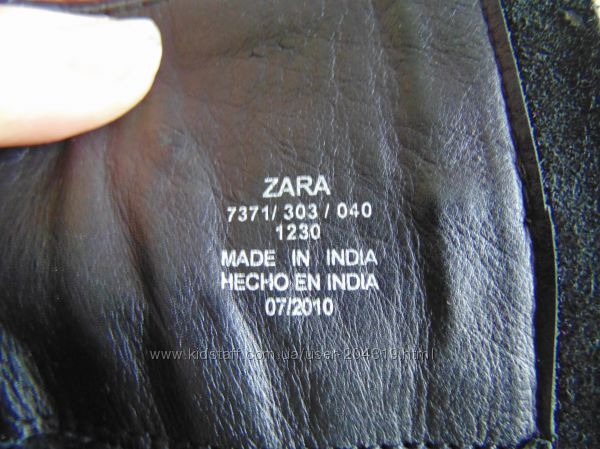 ZARA
7371/ 303 / 040
1230
MADE IN INDIA
HECHO EN INDIA
07/2010
www.kidstaff.com.ua/user-204619.html